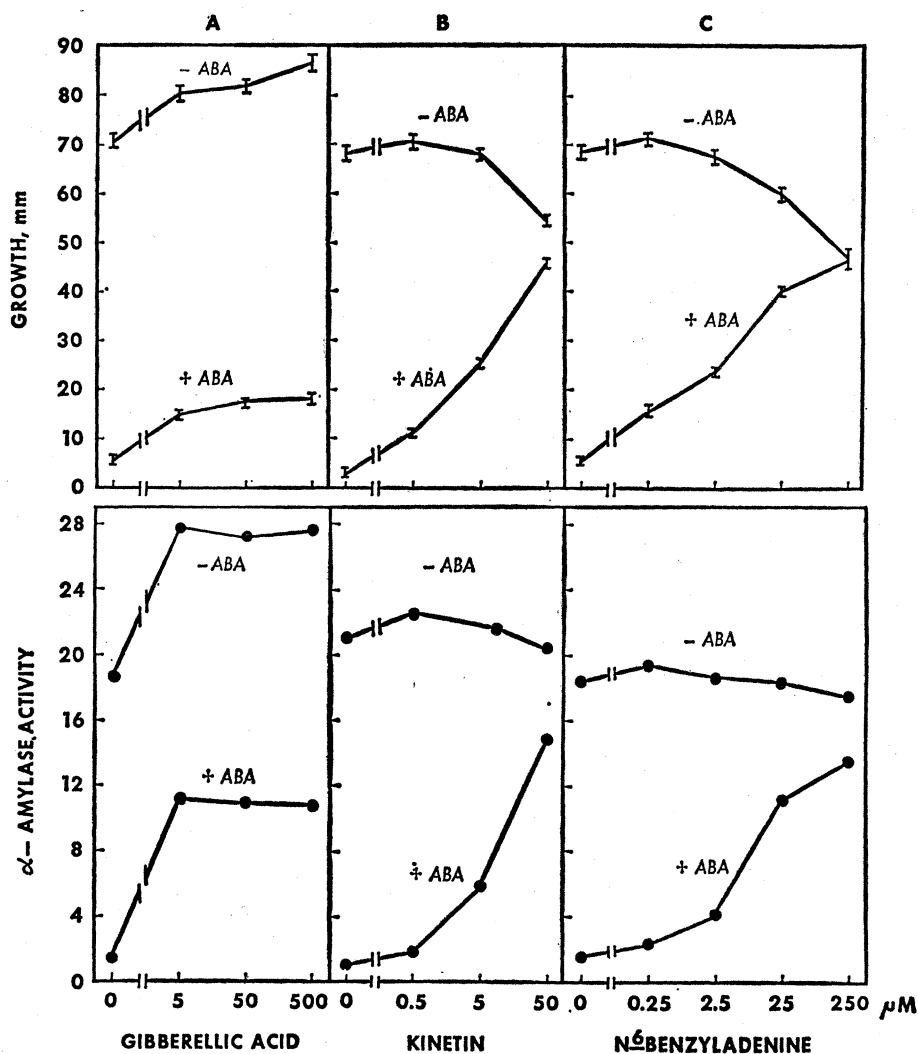 A B C
90
80
70
60
50
40
30
20
10
0
GROWTH, mm
– ABA
+ ABA
– ABA
+ ABA
– ABA
+ ABA
28
24
20
16
12
8
4
0
α– AMYLASE ACTIVITY
– ABA
+ ABA
– ABA
+ ABA
– ABA
+ ABA
0 5 50 500 0 0.5 5 50 0 0.25 2.5 25 250 µM
GIBBERELLIC ACID KINETIN N6BENZYLADENINE